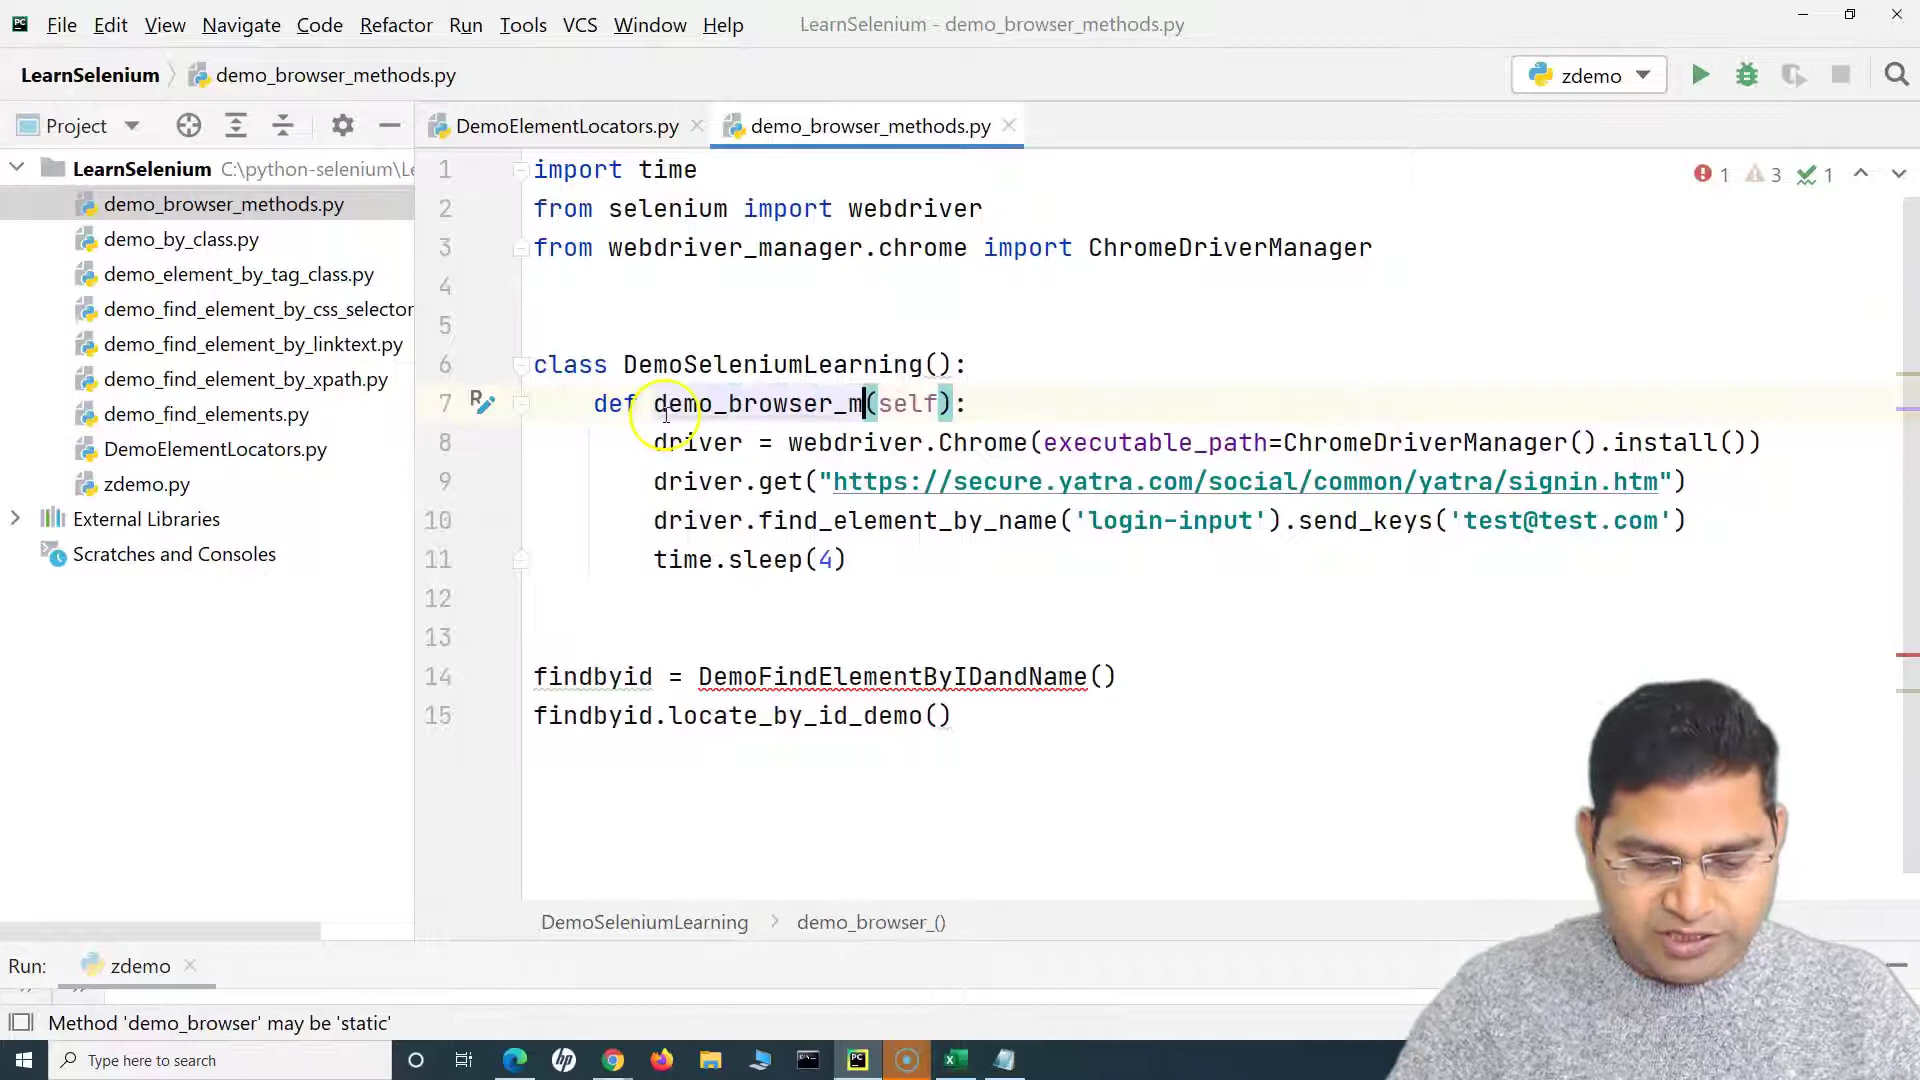 File Edit View Navigate Code Refactor Run Tools VCS Window Help LearnSelenium - demo_browser_methods.py
LearnSelenium demo_browser_methods.py zdemo
Project DemoElementLocators.py demo_browser_methods.py
LearnSelenium C:\python-selenium\Le
demo_browser_methods.py
demo_by_class.py
demo_element_by_tag_class.py
demo_find_element_by_css_selector
demo_find_element_by_linktext.py
demo_find_element_by_xpath.py
demo_find_elements.py
DemoElementLocators.py
zdemo.py
External Libraries
Scratches and Consoles
1 3 1
1 import time
2 from selenium import webdriver
3 from webdriver_manager.chrome import ChromeDriverManager
4
5
6 class DemoSeleniumLearning():
7 def demo_browser_m(self):
8 driver = webdriver.Chrome(executable_path=ChromeDriverManager().install())
9 driver.get("https://secure.yatra.com/social/common/yatra/signin.htm")
10 driver.find_element_by_name('login-input').send_keys('test@test.com')
11 time.sleep(4)
12
13
14 findbyid = DemoFindElementByIDandName()
15 findbyid.locate_by_id_demo()
DemoSeleniumLearning demo_browser_()
Run: zdemo
Method 'demo_browser' may be 'static'
Type here to search